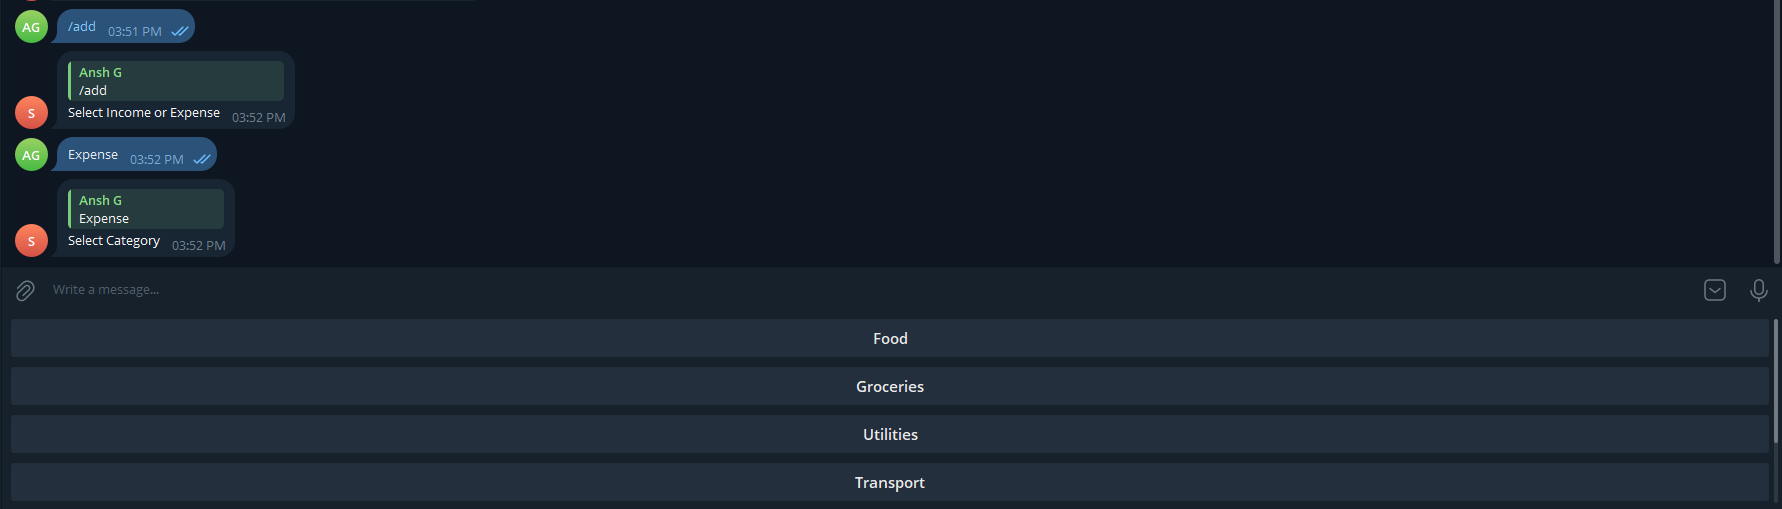 AG
/add 03:51 PM
Ansh G
/add
S
Select Income or Expense 03:52 PM
AG
Expense 03:52 PM
Ansh G
Expense
S
Select Category 03:52 PM
Write a message...
Food
Groceries
Utilities
Transport